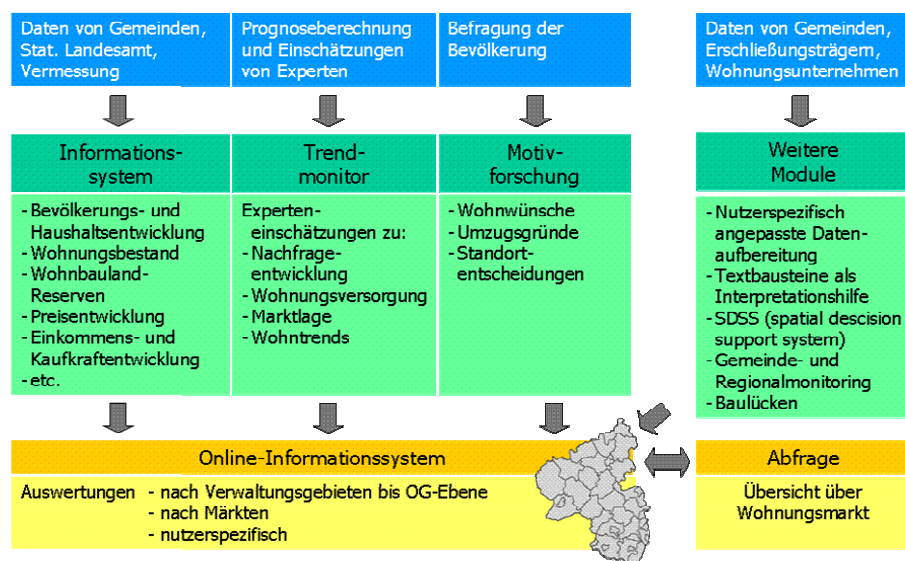 Daten von Gemeinden,
Stat. Landesamt,
Vermessung
Prognoseberechnung
und Einschätzungen
von Experten
Befragung der
Bevölkerung
Daten von Gemeinden,
Erschließungsträgern,
Wohnungsunternehmen
Informations-
system
- Bevölkerungs- und
Haushaltsentwicklung
- Wohnungsbestand
- Wohnbauland-
Reserven
- Preisentwicklung
- Einkommens- und
Kaufkraftentwicklung
- etc.
Trend-
monitor
Experten-
einschätzungen zu:
- Nachfrage-
entwicklung
- Wohnungsversorgung
- Marktlage
- Wohntrends
Motiv-
forschung
- Wohnwünsche
- Umzugsgründe
- Standort-
entscheidungen
Weitere
Module
- Nutzerspezifisch
angepasste Daten-
aufbereitung
- Textbausteine als
Interpretationshilfe
- SDSS (spatial descision
support system)
- Gemeinde- und
Regionalmonitoring
- Baulücken
Online-Informationssystem
Auswertungen - nach Verwaltungsgebieten bis OG-Ebene
- nach Märkten
- nutzerspezifisch
Abfrage
Übersicht über
Wohnungsmarkt